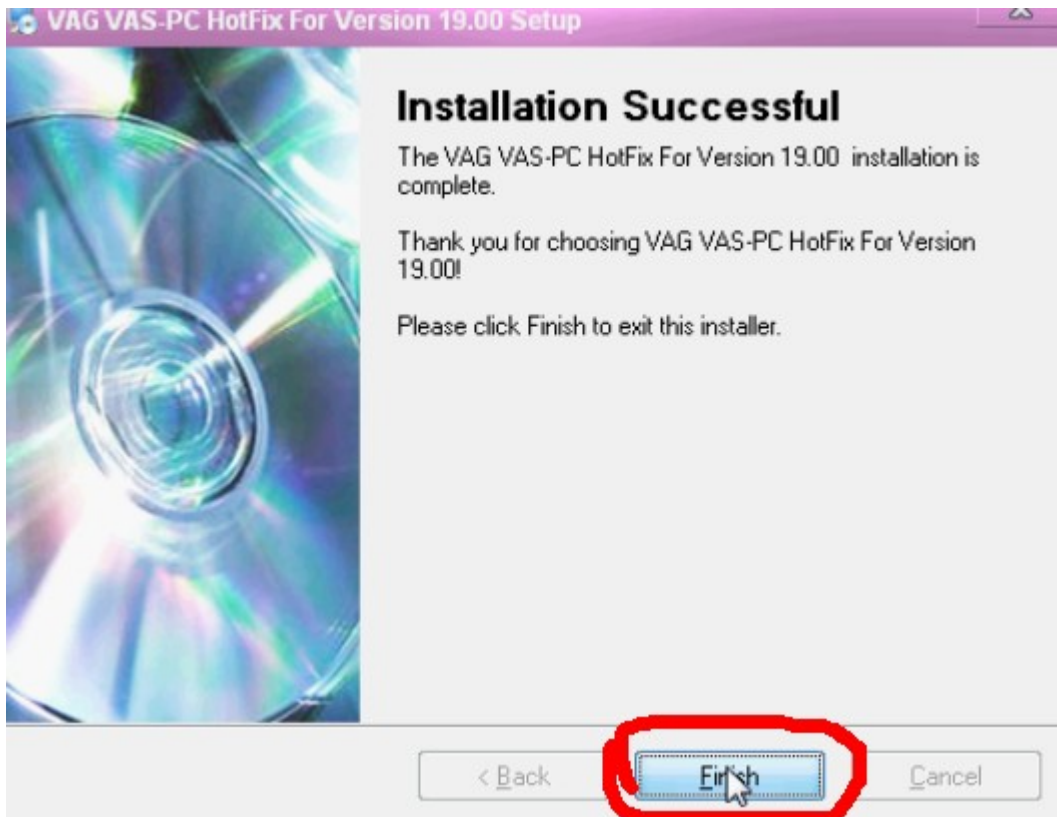 VAG VAS-PC HotFix For Version 19.00 Setup
Installation Successful
The VAG VAS-PC HotFix For Version 19.00 installation is
complete.
Thank you for choosing VAG VAS-PC HotFix For Version
19.00!
Please click Finish to exit this installer.
< Back
Finish
Cancel